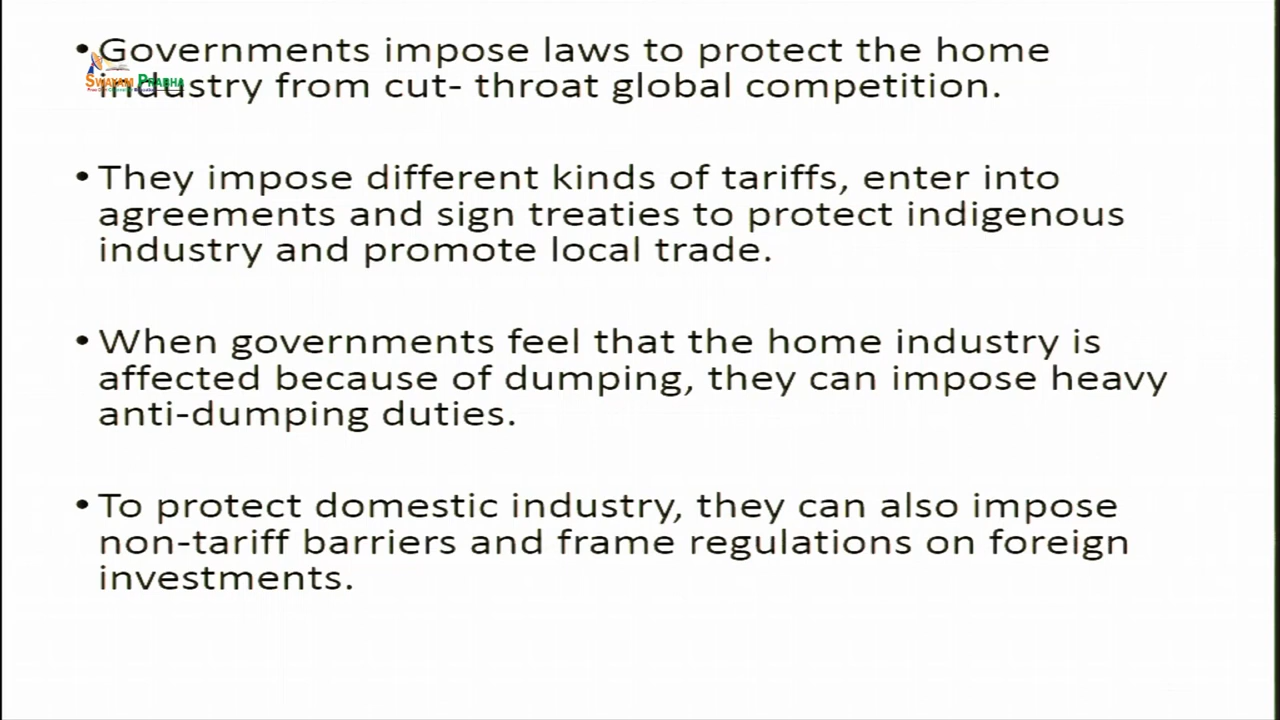 • Governments impose laws to protect the home
industry from cut- throat global competition.
SWAYAM PRABHA
• They impose different kinds of tariffs, enter into
agreements and sign treaties to protect indigenous
industry and promote local trade.
• When governments feel that the home industry is
affected because of dumping, they can impose heavy
anti-dumping duties.
• To protect domestic industry, they can also impose
non-tariff barriers and frame regulations on foreign
investments.